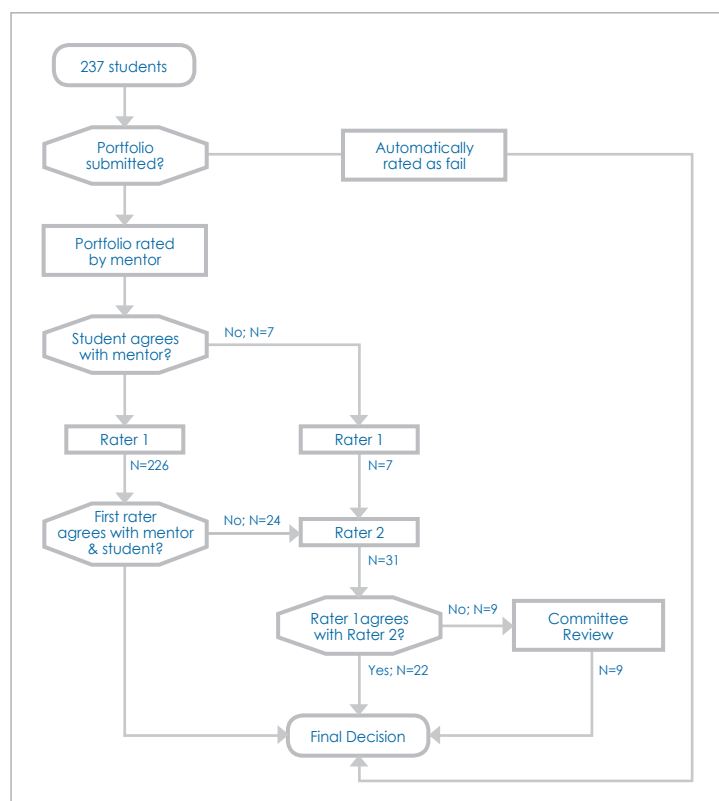 237 students
Portfolio
submitted?
Automatically
rated as fail
Portfolio rated
by mentor
Student agrees
with mentor?
No; N=7
Rater 1
Rater 1
N=226
N=7
First rater
agrees with mentor
& student?
No; N=24
Rater 2
N=31
Rater 1agrees
with Rater 2?
No; N=9
Committee
Review
Yes; N=22
N=9
Final Decision